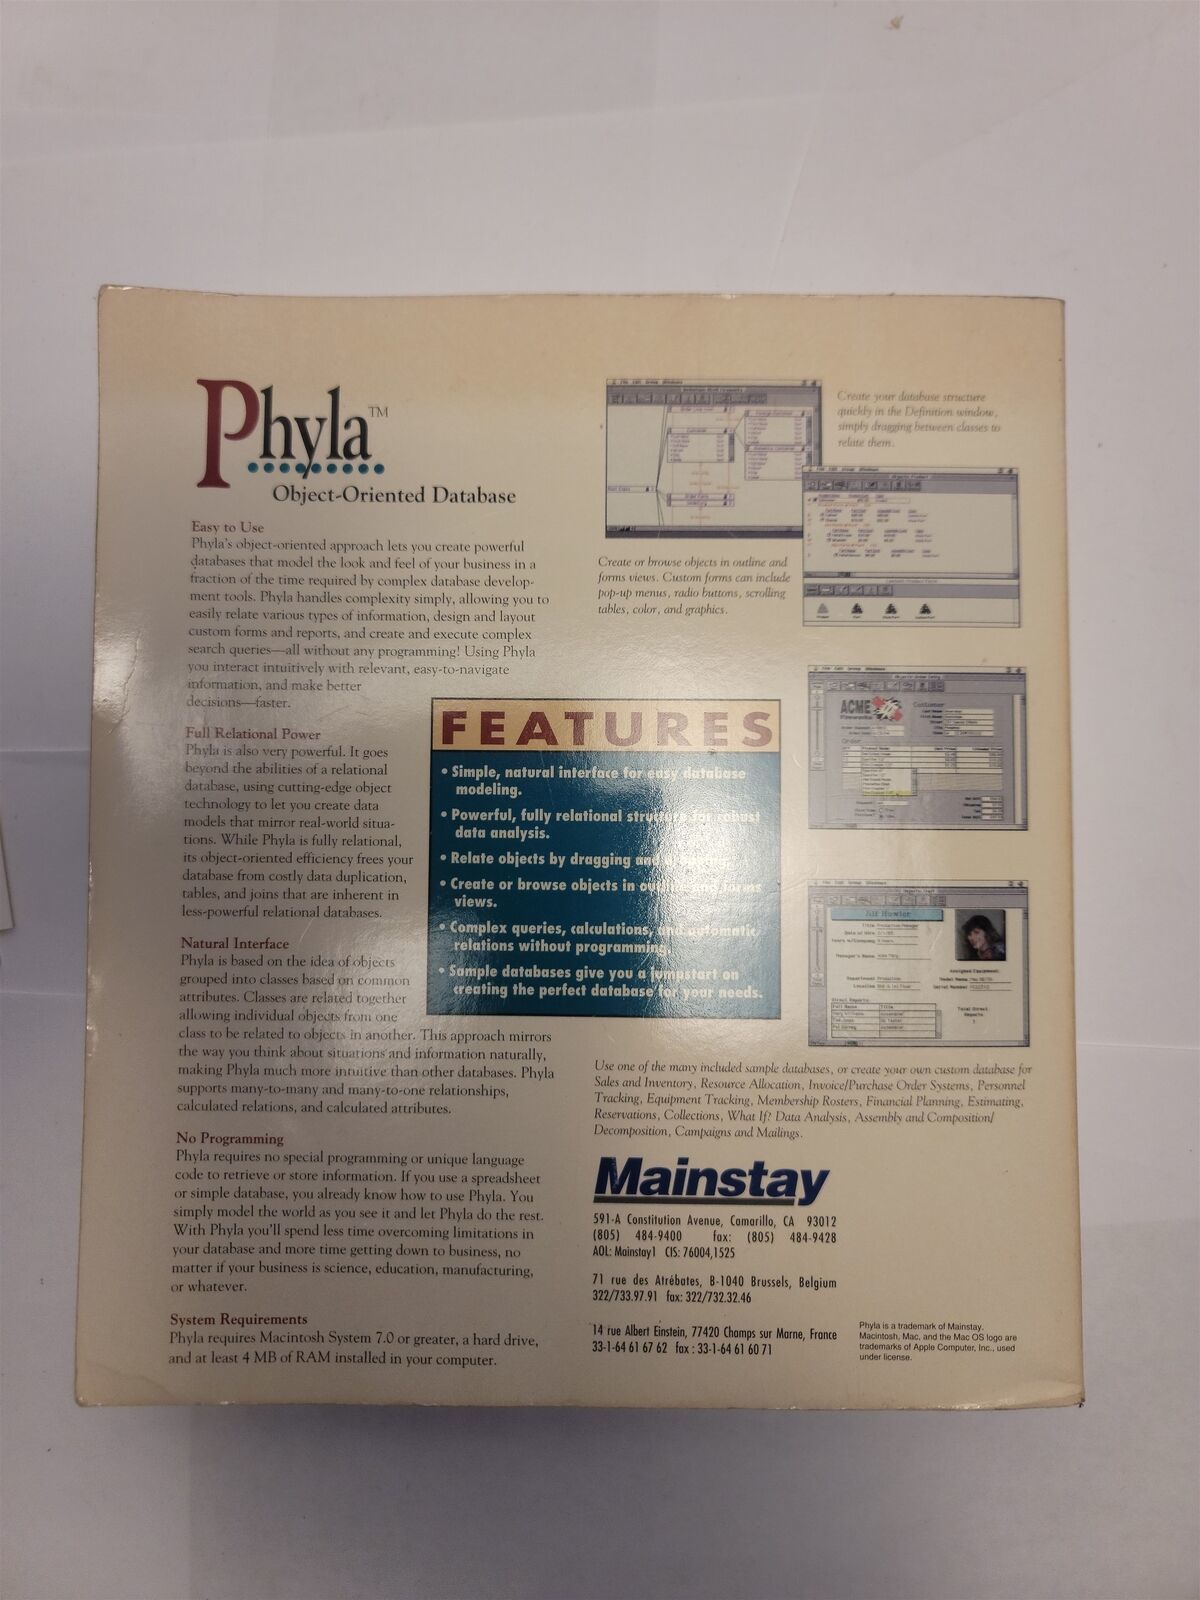 Phyla™
Object-Oriented Database
Easy to Use
Phyla's object-oriented approach lets you create powerful
databases that model the look and feel of your business in a
fraction of the time required by complex database develop-
ment tools. Phyla handles complexity simply, allowing you to
easily relate various types of information, design and layout
custom forms and reports, and create and execute complex
search queries—all without any programming! Using Phyla
you interact intuitively with relevant, easy-to-navigate
information, and make better
decisions—faster.
Full Relational Power
Phyla is also very powerful. It goes
beyond the abilities of a relational
database, using cutting-edge object
technology to let you create data
models that mirror real-world situa-
tions. While Phyla is fully relational,
its object-oriented efficiency frees your
database from costly data duplication,
tables, and joins that are inherent in
less-powerful relational databases.
Natural Interface
Phyla is based on the idea of objects
grouped into classes based on common
attributes. Classes are related together
allowing individual objects from one
class to be related to objects in another. This approach mirrors
the way you think about situations and information naturally,
making Phyla much more intuitive than other databases. Phyla
supports many-to-many and many-to-one relationships,
calculated relations, and calculated attributes.
No Programming
Phyla requires no special programming or unique language
code to retrieve or store information. If you use a spreadsheet
or simple database, you already know how to use Phyla. You
simply model the world as you see it and let Phyla do the rest.
With Phyla you'll spend less time overcoming limitations in
your database and more time getting down to business, no
matter if your business is science, education, manufacturing,
or whatever.
System Requirements
Phyla requires Macintosh System 7.0 or greater, a hard drive,
and at least 4 MB of RAM installed in your computer.
FEATURES
• Simple, natural interface for easy database
modeling.
• Powerful, fully relational structure for robust
data analysis.
• Relate objects by dragging and
• Create or browse objects in outline and forms
views.
• Complex queries, calculations, and automatic
relations without programming.
• Sample databases give you a jumpstart on
creating the perfect database for your needs.
Create your database structure
quickly in the Definition window,
simply dragging between classes to
relate them.
Create or browse objects in outline and
forms views. Custom forms can include
pop-up menus, radio buttons, scrolling
tables, color, and graphics.
ACME
Customer
Order
Title Production Manager
Manager's Name
Department Production
Direct Reports
Full Name Title
Assigned Equipment
Total Direct
Reports
Use one of the many included sample databases, or create your own custom database for
Sales and Inventory, Resource Allocation, Invoice/Purchase Order Systems, Personnel
Tracking, Equipment Tracking, Membership Rosters, Financial Planning, Estimating,
Reservations, Collections, What If? Data Analysis, Assembly and Composition/
Decomposition, Campaigns and Mailings.
Mainstay
591-A Constitution Avenue, Camarillo, CA 93012
(805) 484-9400 fax: (805) 484-9428
AOL: Mainstay1 CIS: 76004,1525
71 rue des Atrébates, B-1040 Brussels, Belgium
322/733.97.91 fax: 322/732.32.46
14 rue Albert Einstein, 77420 Champs sur Marne, France
33-1-64 61 67 62 fax : 33-1-64 61 60 71
Phyla is a trademark of Mainstay.
Macintosh, Mac, and the Mac OS logo are
trademarks of Apple Computer, Inc., used
under license.